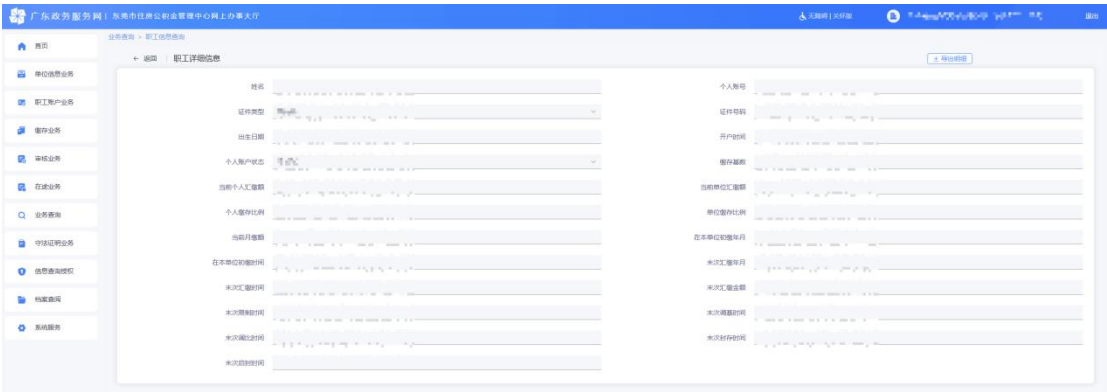 广东政务服务网 | 东莞市住房公积金管理中心网上办事大厅
无障碍 | 关怀版
退出
首页
单位信息业务
职工账户业务
缴存业务
审核业务
在途业务
业务查询
守法证明业务
信息查询授权
档案查阅
系统服务
业务查询 > 职工信息查询
← 返回 | 职工详细信息
导出明细
姓名 个人账号
证件类型 证件号码
出生日期 开户时间
个人账户状态 缴存基数
当前个人汇缴额 当前单位汇缴额
个人缴存比例 单位缴存比例
当前月缴额 在本单位初缴年月
在本单位初缴时间 末次汇缴年月
末次汇缴时间 末次汇缴金额
末次限制时间 末次调基时间
末次调比时间 末次封存时间
末次启封时间